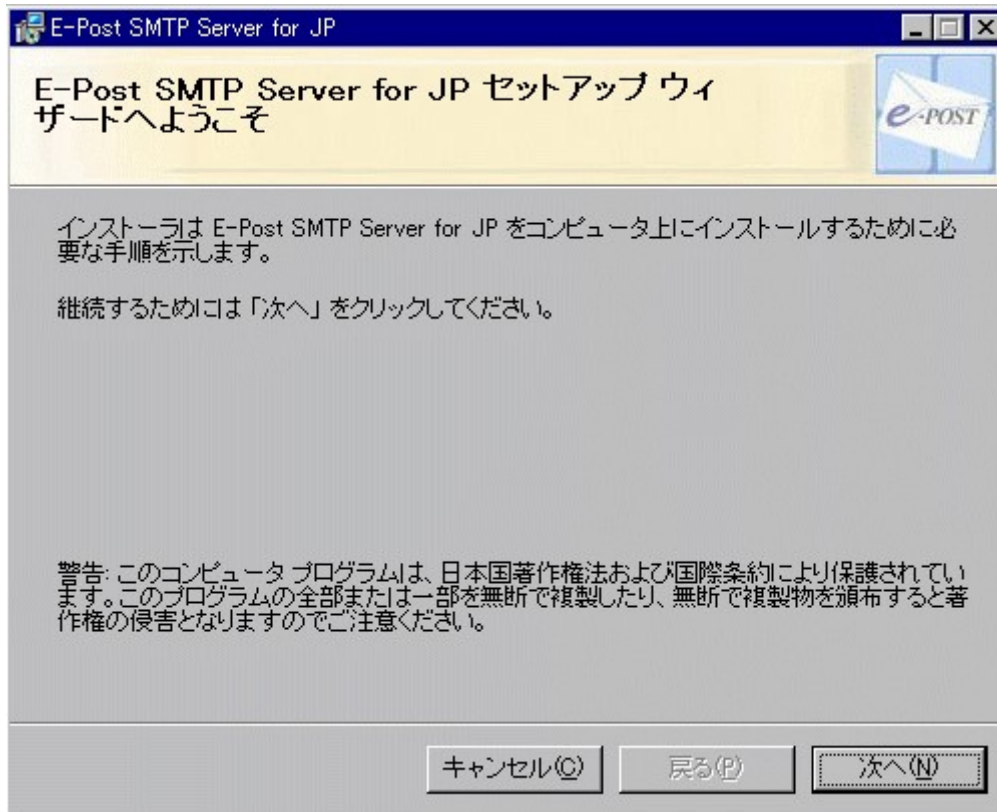 E-Post SMTP Server for JP
E-Post SMTP Server for JP セットアップ ウィ
ザードへようこそ
e-POST
インストーラは E-Post SMTP Server for JP をコンピュータ上にインストールするために必
要な手順を示します。
継続するためには「次へ」をクリックしてください。
警告: このコンピュータ プログラムは、日本国著作権法および国際条約により保護されてい
ます。このプログラムの全部または一部を無断で複製したり、無断で複製物を頒布すると著
作権の侵害となりますのでご注意ください。
キャンセル(C)
戻る(P)
次へ(N)